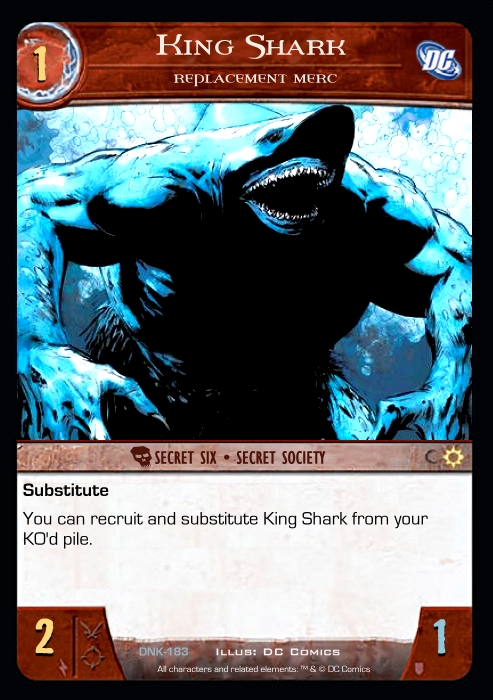 1
King Shark
Replacement Merc
DC
SECRET SIX • SECRET SOCIETY
Substitute
You can recruit and substitute King Shark from your
KO'd pile.
2
1
DNK-183 Illus: DC Comics
All characters and related elements: ™ & © DC Comics